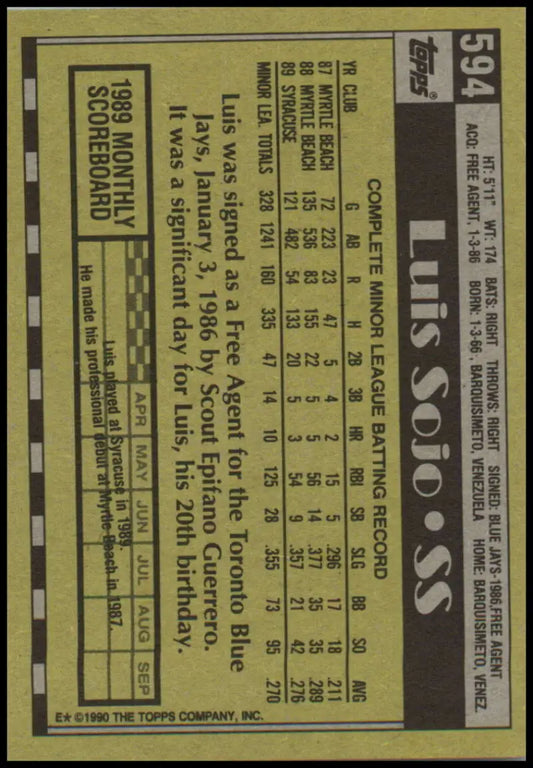 594
HT: 5'11" WT: 174 BATS: RIGHT THROWS: RIGHT SIGNED: BLUE JAYS-1986, FREE AGENT
ACQ: FREE AGENT, 1-3-86 BORN: 1-3-66, BARQUISIMETO, VENEZUELA HOME: BARQUISIMETO, VENEZ.
TOPPS®
Luis Sojo • SS
COMPLETE MINOR LEAGUE BATTING RECORD
YR CLUB G AB R H 2B 3B HR RBI SB SLG BB SO AVG
87 MYRTLE BEACH 72 223 23 47 5 4 2 15 5 .296 17 18 .211
88 MYRTLE BEACH 135 536 83 155 22 5 5 56 14 .377 35 35 .289
89 SYRACUSE 121 482 54 133 20 5 3 54 9 .357 21 42 .276
MINOR LEA. TOTALS 328 1241 160 335 47 14 10 125 28 .355 73 95 .270
Luis was signed as a Free Agent for the Toronto Blue
Jays, January 3, 1986 by Scout Epifano Guerrero.
It was a significant day for Luis, his 20th birthday.
1989 MONTHLY
SCOREBOARD
APR MAY JUN JUL AUG SEP
Luis played at Syracuse in 1989.
He made his professional debut at Myrtle Beach in 1987.
E★ ©1990 THE TOPPS COMPANY, INC.